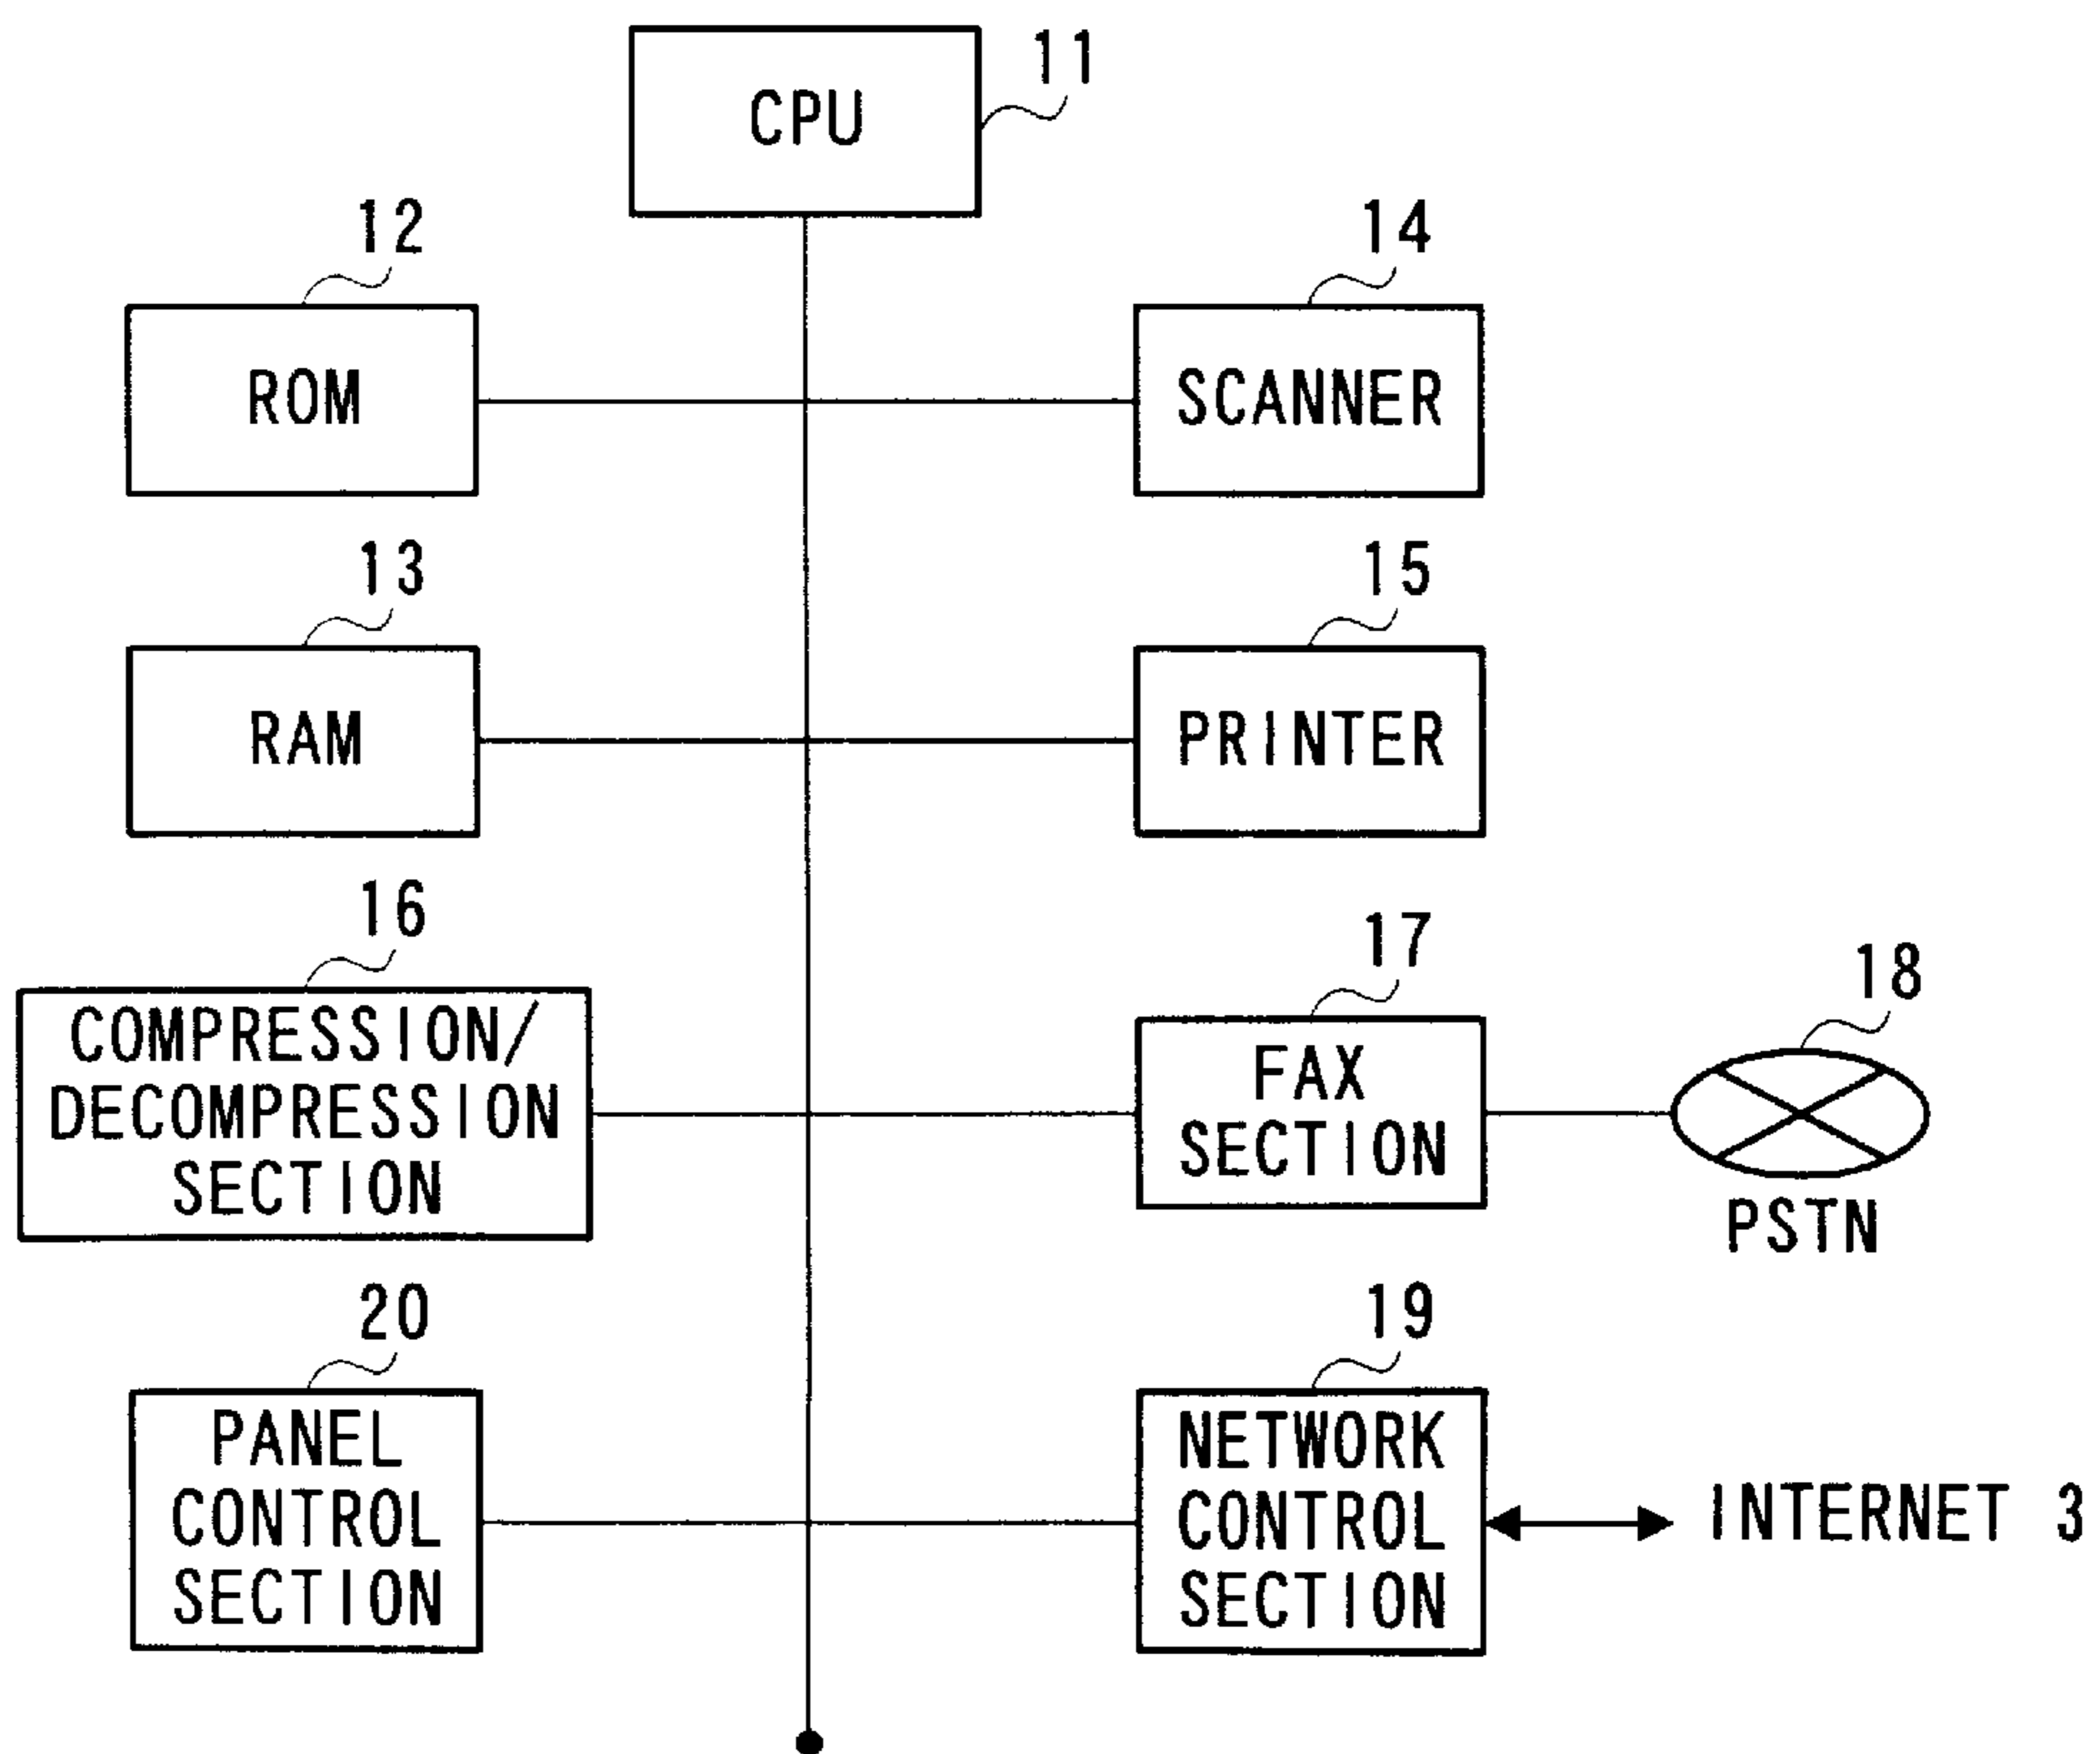 11
CPU
12
14
ROM
SCANNER
13
15
RAM
PRINTER
16
17
18
COMPRESSION/
DECOMPRESSION
SECTION
FAX
SECTION
PSTN
20
19
PANEL
CONTROL
SECTION
NETWORK
CONTROL
SECTION
INTERNET 3